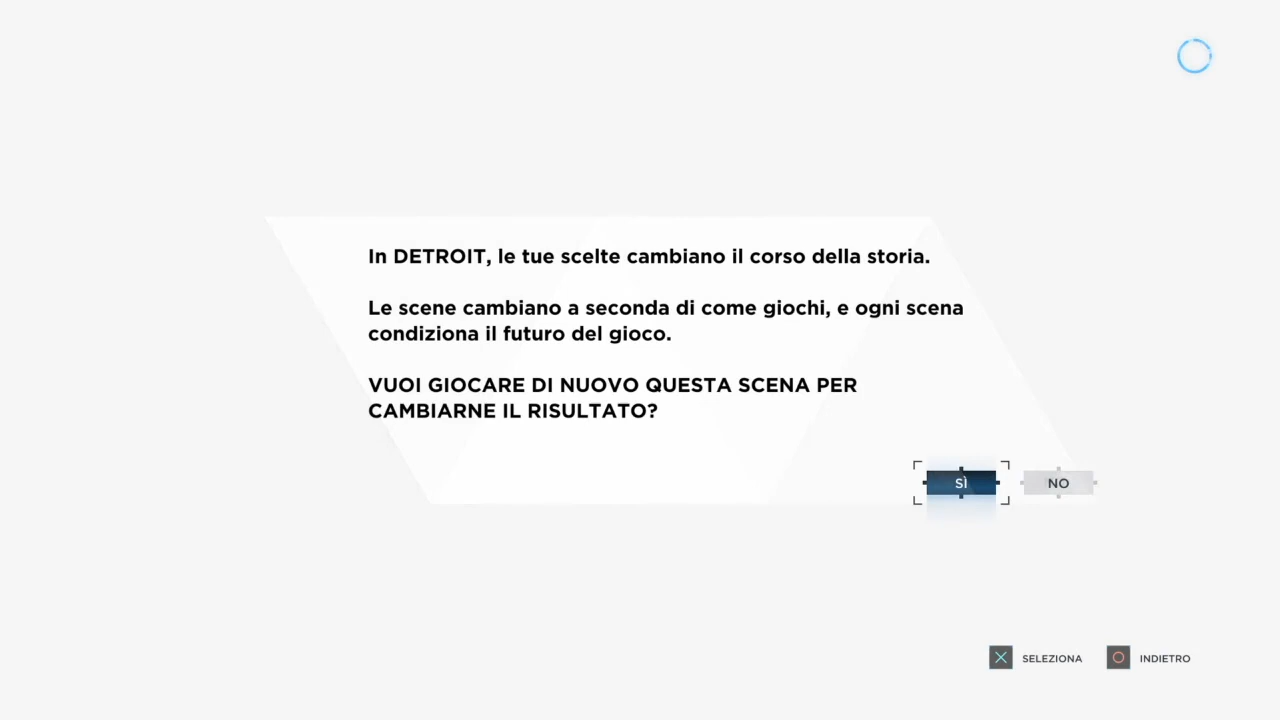 In DETROIT, le tue scelte cambiano il corso della storia.
Le scene cambiano a seconda di come giochi, e ogni scena
condiziona il futuro del gioco.
VUOI GIOCARE DI NUOVO QUESTA SCENA PER
CAMBIARNE IL RISULTATO?
SÌ
NO
SELEZIONA
INDIETRO